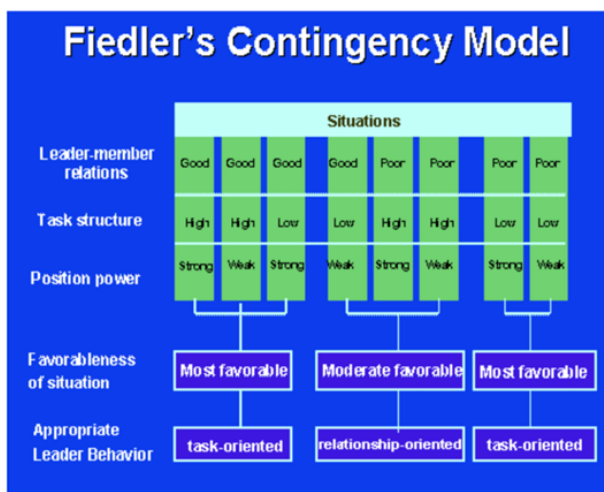 Fiedler's Contingency Model
Situations
Leader-member
relations
Good Good Good Good Poor Poor Poor Poor
Task structure
High High Low Low High High Low Low
Position power
Strong Weak Strong Weak Strong Weak Strong Weak
Favorableness
of situation
Most favorable Moderate favorable Most favorable
Appropriate
Leader Behavior
task-oriented relationship-oriented task-oriented